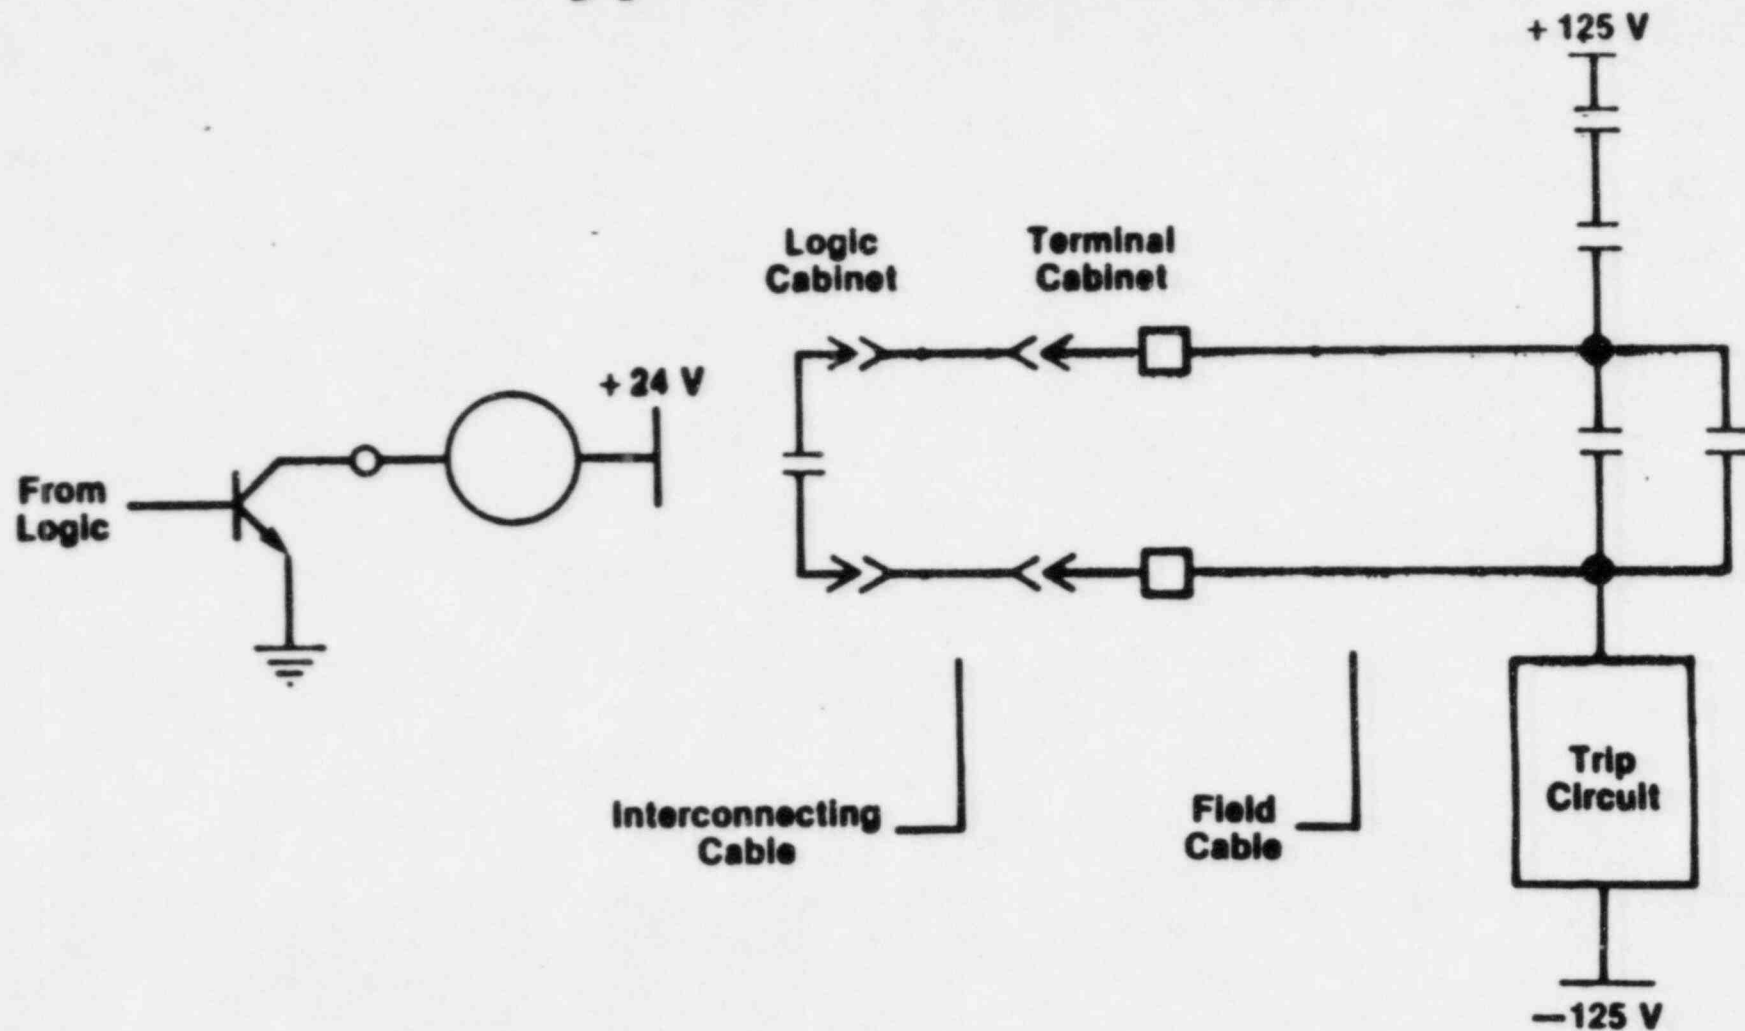 + 125 V
Logic
Cabinet
Terminal
Cabinet
+ 24 V
From
Logic
Interconnecting
Cable
Field
Cable
Trip
Circuit
— 125 V